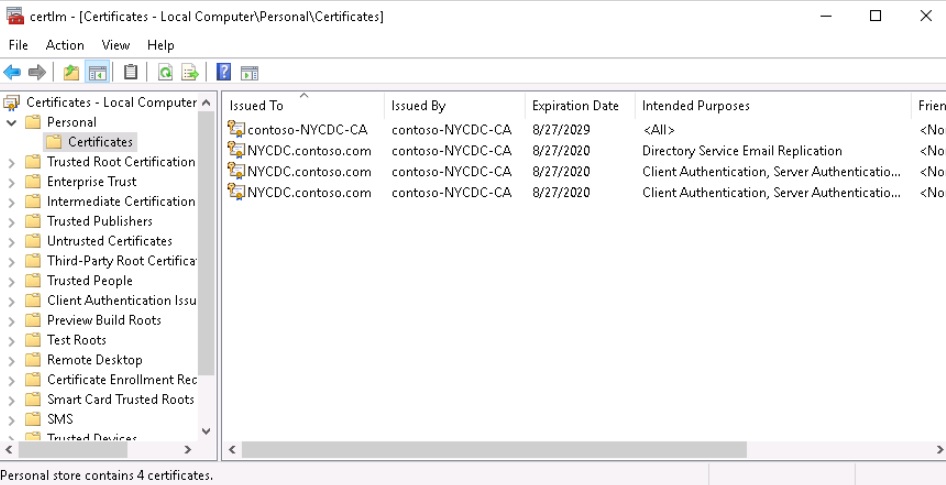 certlm - [Certificates - Local Computer\Personal\Certificates]
File Action View Help
Certificates - Local Computer
Personal
Certificates
Trusted Root Certification
Enterprise Trust
Intermediate Certification
Trusted Publishers
Untrusted Certificates
Third-Party Root Certifica
Trusted People
Client Authentication Issu
Preview Build Roots
Test Roots
Remote Desktop
Certificate Enrollment Rec
Smart Card Trusted Roots
SMS
Trusted Devices
Issued To Issued By Expiration Date Intended Purposes Frien
contoso-NYCDC-CA contoso-NYCDC-CA 8/27/2029 <All> <No
NYCDC.contoso.com contoso-NYCDC-CA 8/27/2020 Directory Service Email Replication <No
NYCDC.contoso.com contoso-NYCDC-CA 8/27/2020 Client Authentication, Server Authenticatio... <No
NYCDC.contoso.com contoso-NYCDC-CA 8/27/2020 Client Authentication, Server Authenticatio... <No
Personal store contains 4 certificates.